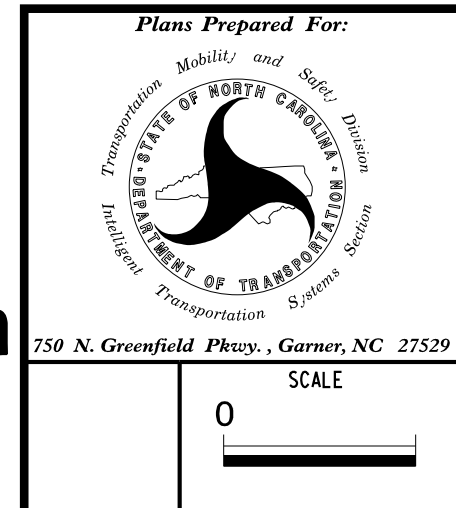 Plans Prepared For:
Transportation Mobility and Safety Division
STATE OF NORTH CAROLINA
DEPARTMENT OF TRANSPORTATION
Intelligent Transportation Systems Section
750 N. Greenfield Pkwy. , Garner, NC 27529
SCALE
0